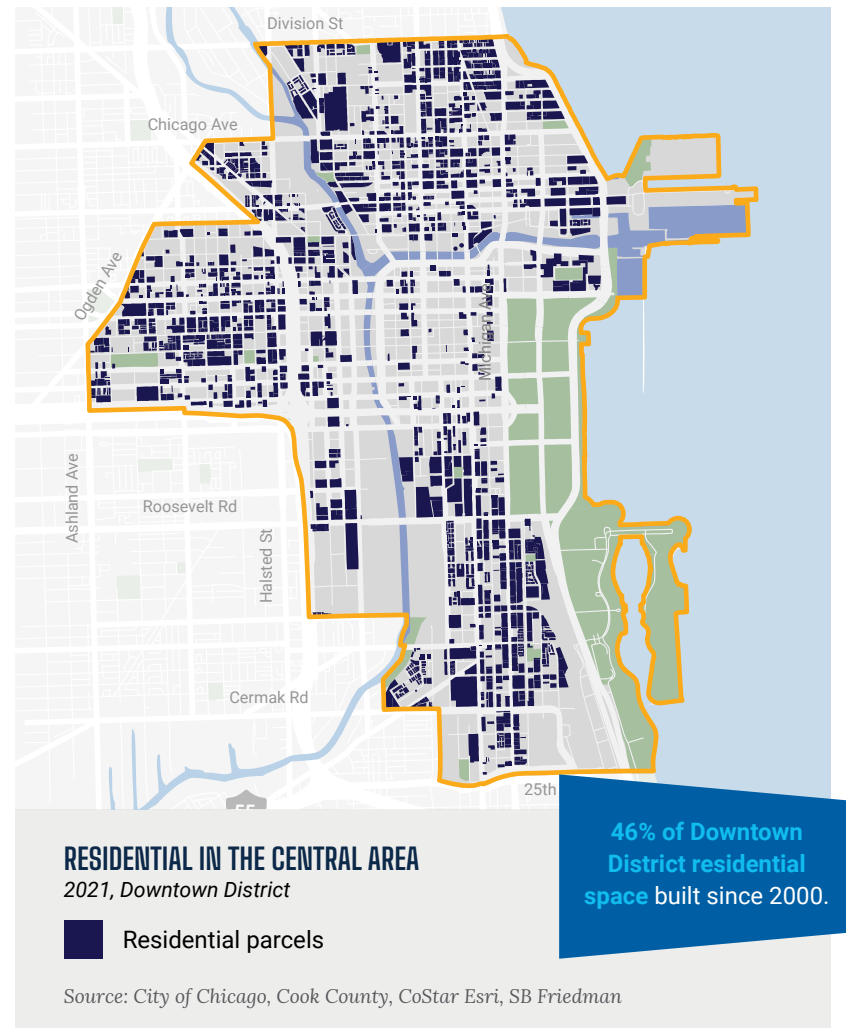 Division St
Chicago Ave
Ogden Ave
Michigan Ave
Ashland Ave
Roosevelt Rd
Halsted St
Cermak Rd
25th
55
RESIDENTIAL IN THE CENTRAL AREA
2021, Downtown District
Residential parcels
46% of Downtown
District residential
space built since 2000.
Source: City of Chicago, Cook County, CoStar Esri, SB Friedman